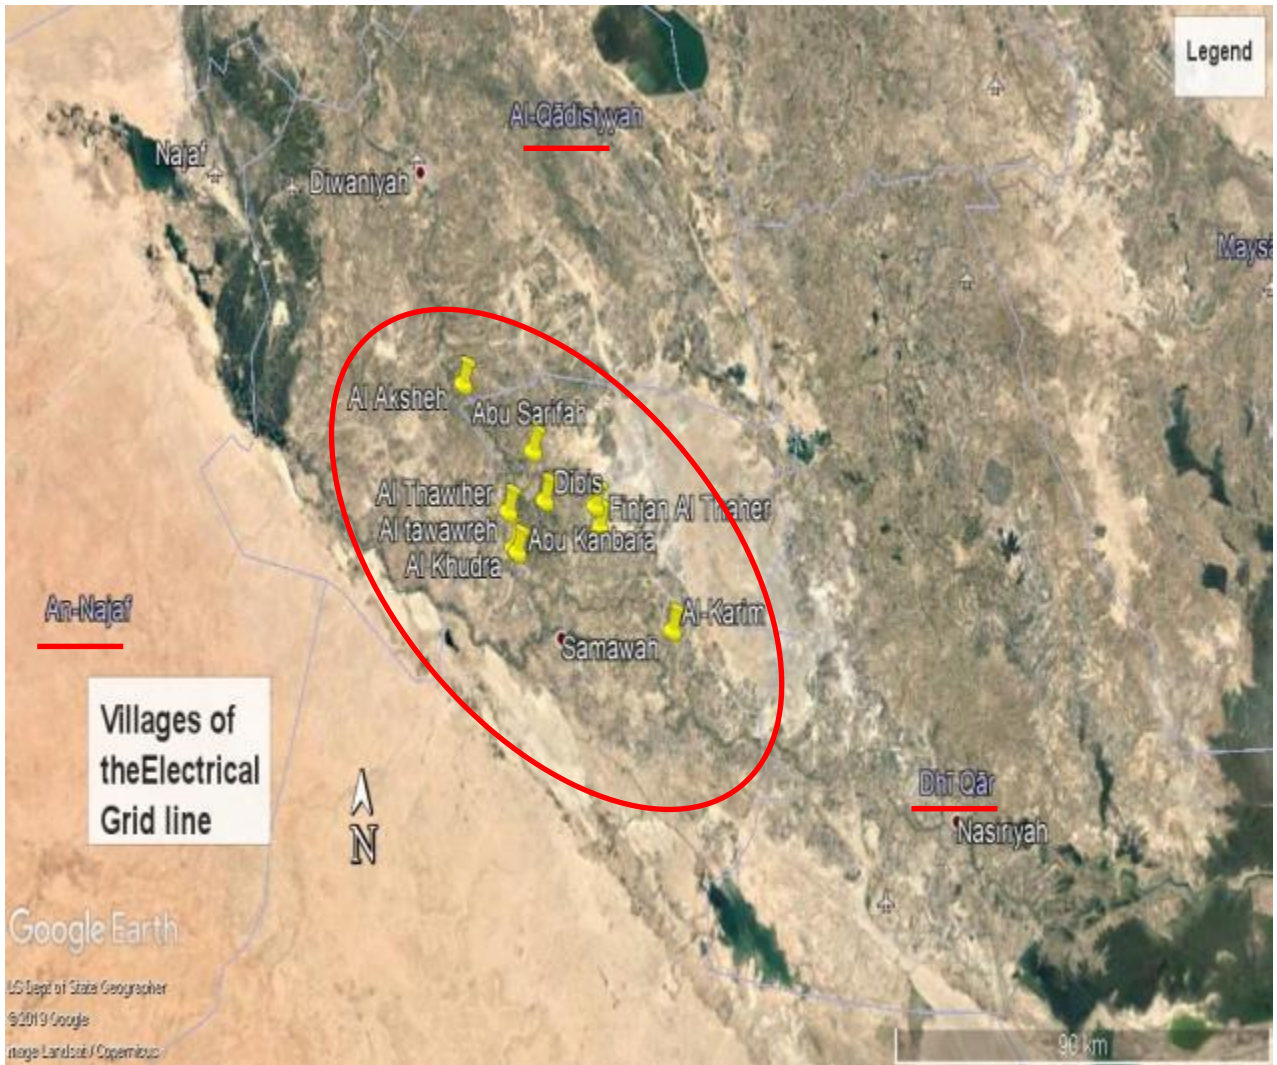 Legend
Al-Qādisiyyah
Najaf
Diwaniyah
Maysa
Al Aksheh
Abu Sarifah
Dibis
Al Thawiher
Finjan Al Thaher
Al tawawreh
Abu Kanbara
Al Khudra
An-Najaf
Al-Karim
Samawah
Villages of
theElectrical
Grid line
N
Dhī Qār
Nasiriyah
Google Earth
US Dept of State Geographer
©2019 Google
Image Landsat / Copernicus
90 km